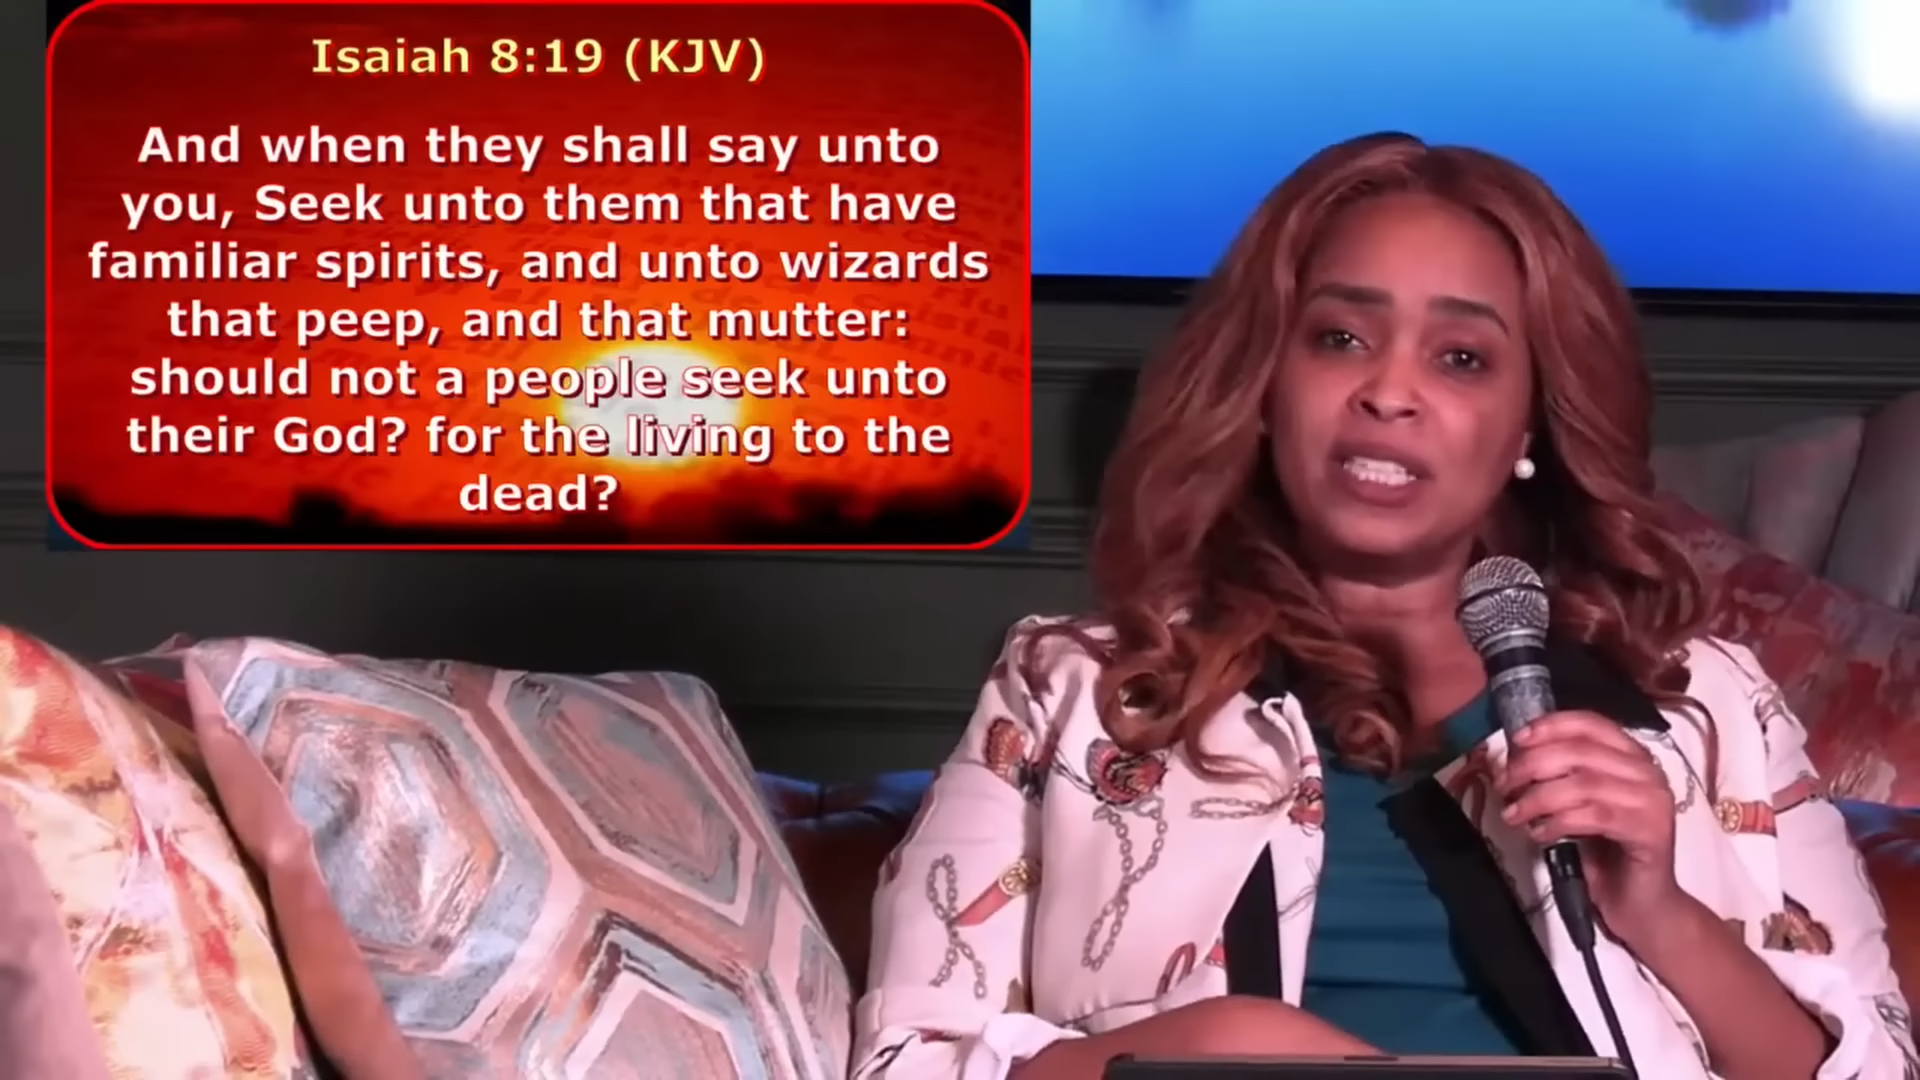 Isaiah 8:19 (KJV)
And when they shall say unto
you, Seek unto them that have
familiar spirits, and unto wizards
that peep, and that mutter:
should not a people seek unto
their God? for the living to the
dead?